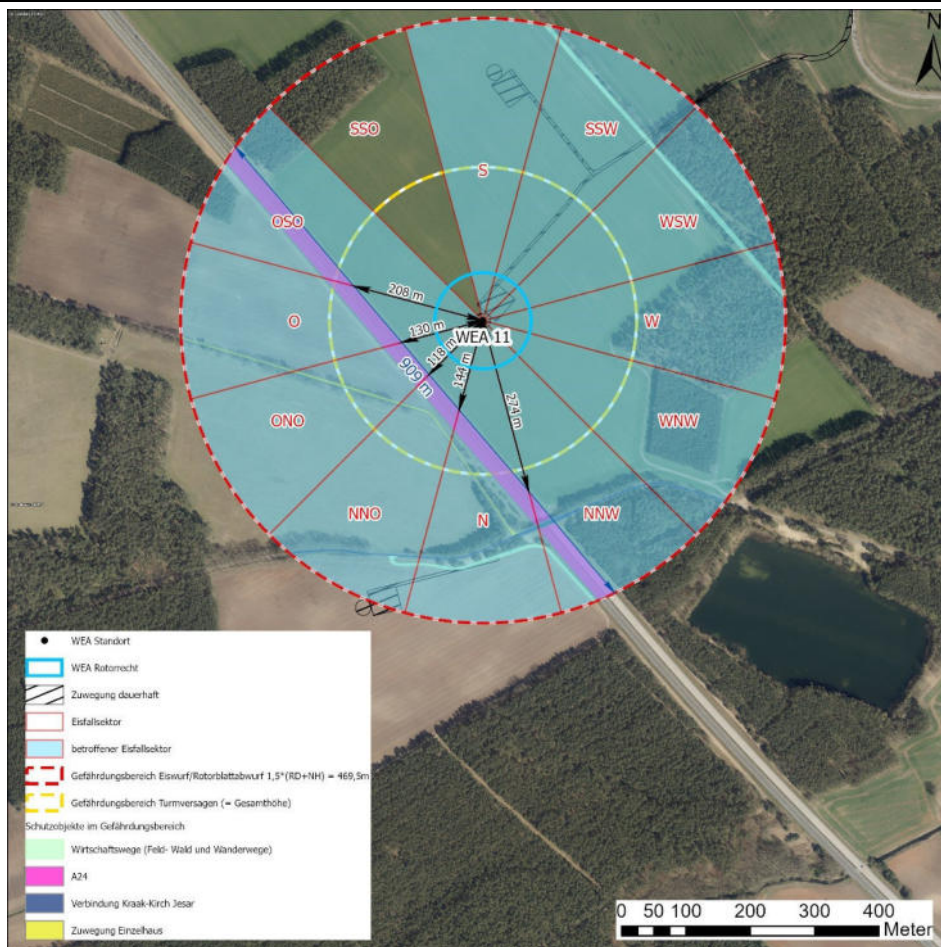 N
SSO
SSW
S
OSO
WSW
208 m
O
W
130 m
WEA 11
118 m
909 m
144 m
274 m
ONO
WNW
NNO
N
NNW
WEA Standort
WEA Rotorrecht
Zuwegung dauerhaft
Eisfallsektor
betroffener Eisfallsektor
Gefährdungsbereich Eiswurf/Rotorblattabwurf 1,5*(RD+NH) = 469,5m
Gefährdungsbereich Turmversagen (= Gesamthöhe)
Schutzobjekte im Gefährdungsbereich
Wirtschaftswege (Feld- Wald und Wanderwege)
A24
Verbindung Kraak-Kirch Jesar
Zuwegung Einzelhaus
0 50 100 200 300 400
Meter